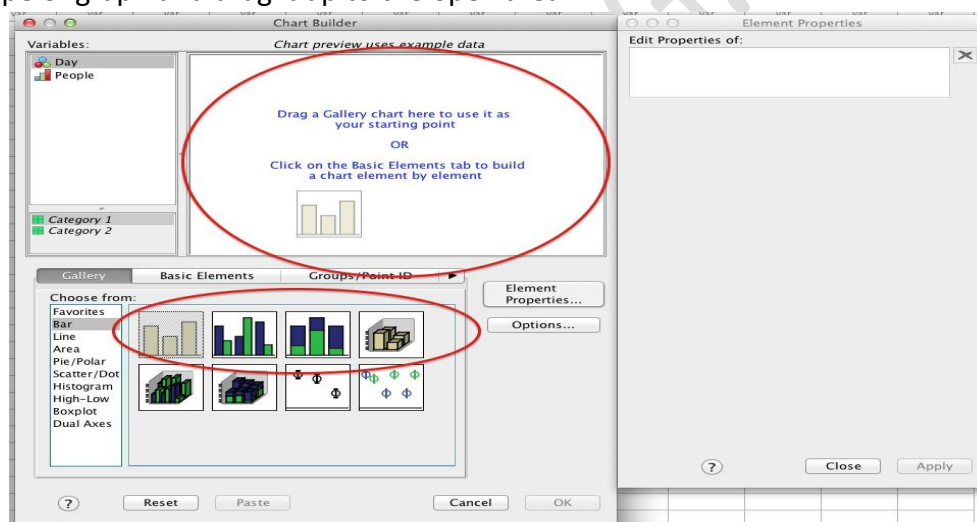 Chart Builder
Variables:
Chart preview uses example data
Day
People
Drag a Gallery chart here to use it as
your starting point
OR
Click on the Basic Elements tab to build
a chart element by element
Category 1
Category 2
Gallery
Basic Elements
Groups/Point ID
Choose from:
Favorites
Bar
Line
Area
Pie/Polar
Scatter/Dot
Histogram
High-Low
Boxplot
Dual Axes
Element
Properties...
Options...
?
Reset
Paste
Cancel
OK
Element Properties
Edit Properties of:
?
Close
Apply